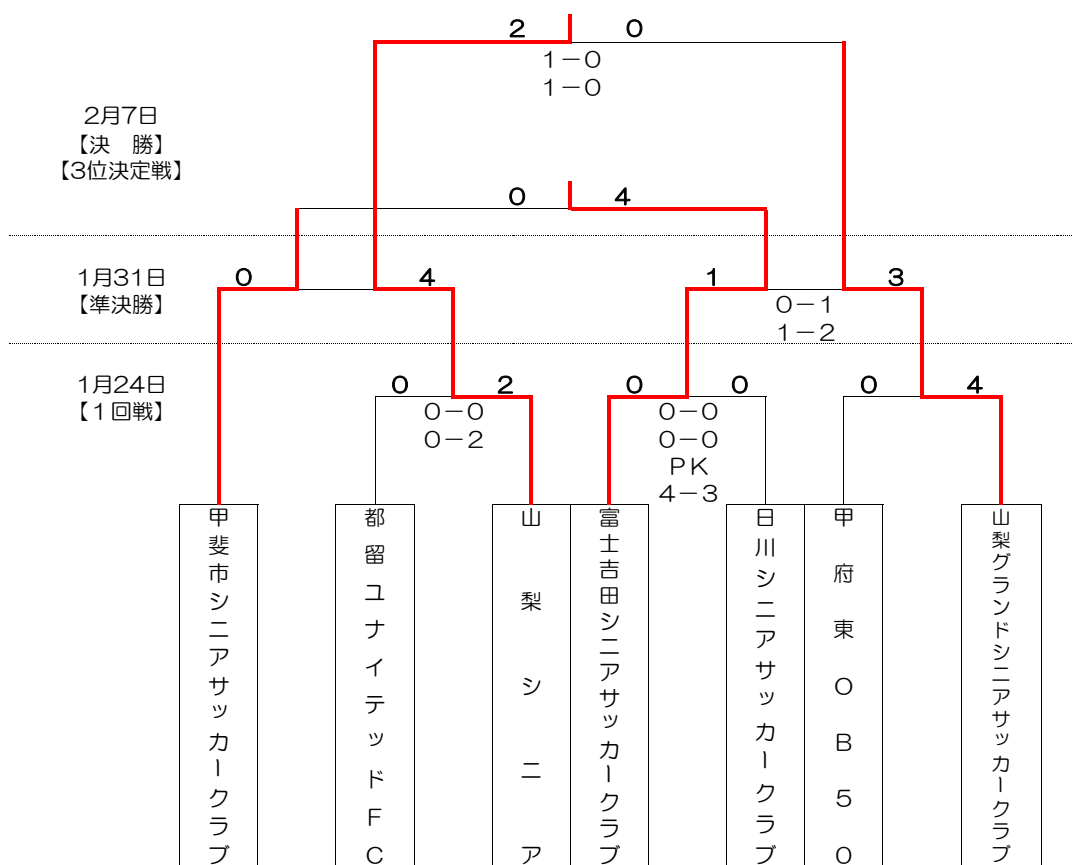 2 0
1-0
1-0
2月7日
【決 勝】
【3位決定戦】
0 4
1月31日
【準決勝】
0 4 1 3
0-1
1-2
1月24日
【1回戦】
0 2 0 0 0 4
0-0 0-0
0-2 0-0
PK
4-3
甲斐市シニアサッカークラブ
都留ユナイテッドFC
山梨シニア
富士吉田シニアサッカークラブ
日川シニアサッカークラブ
甲府東OB50
山梨グランドシニアサッカークラブ